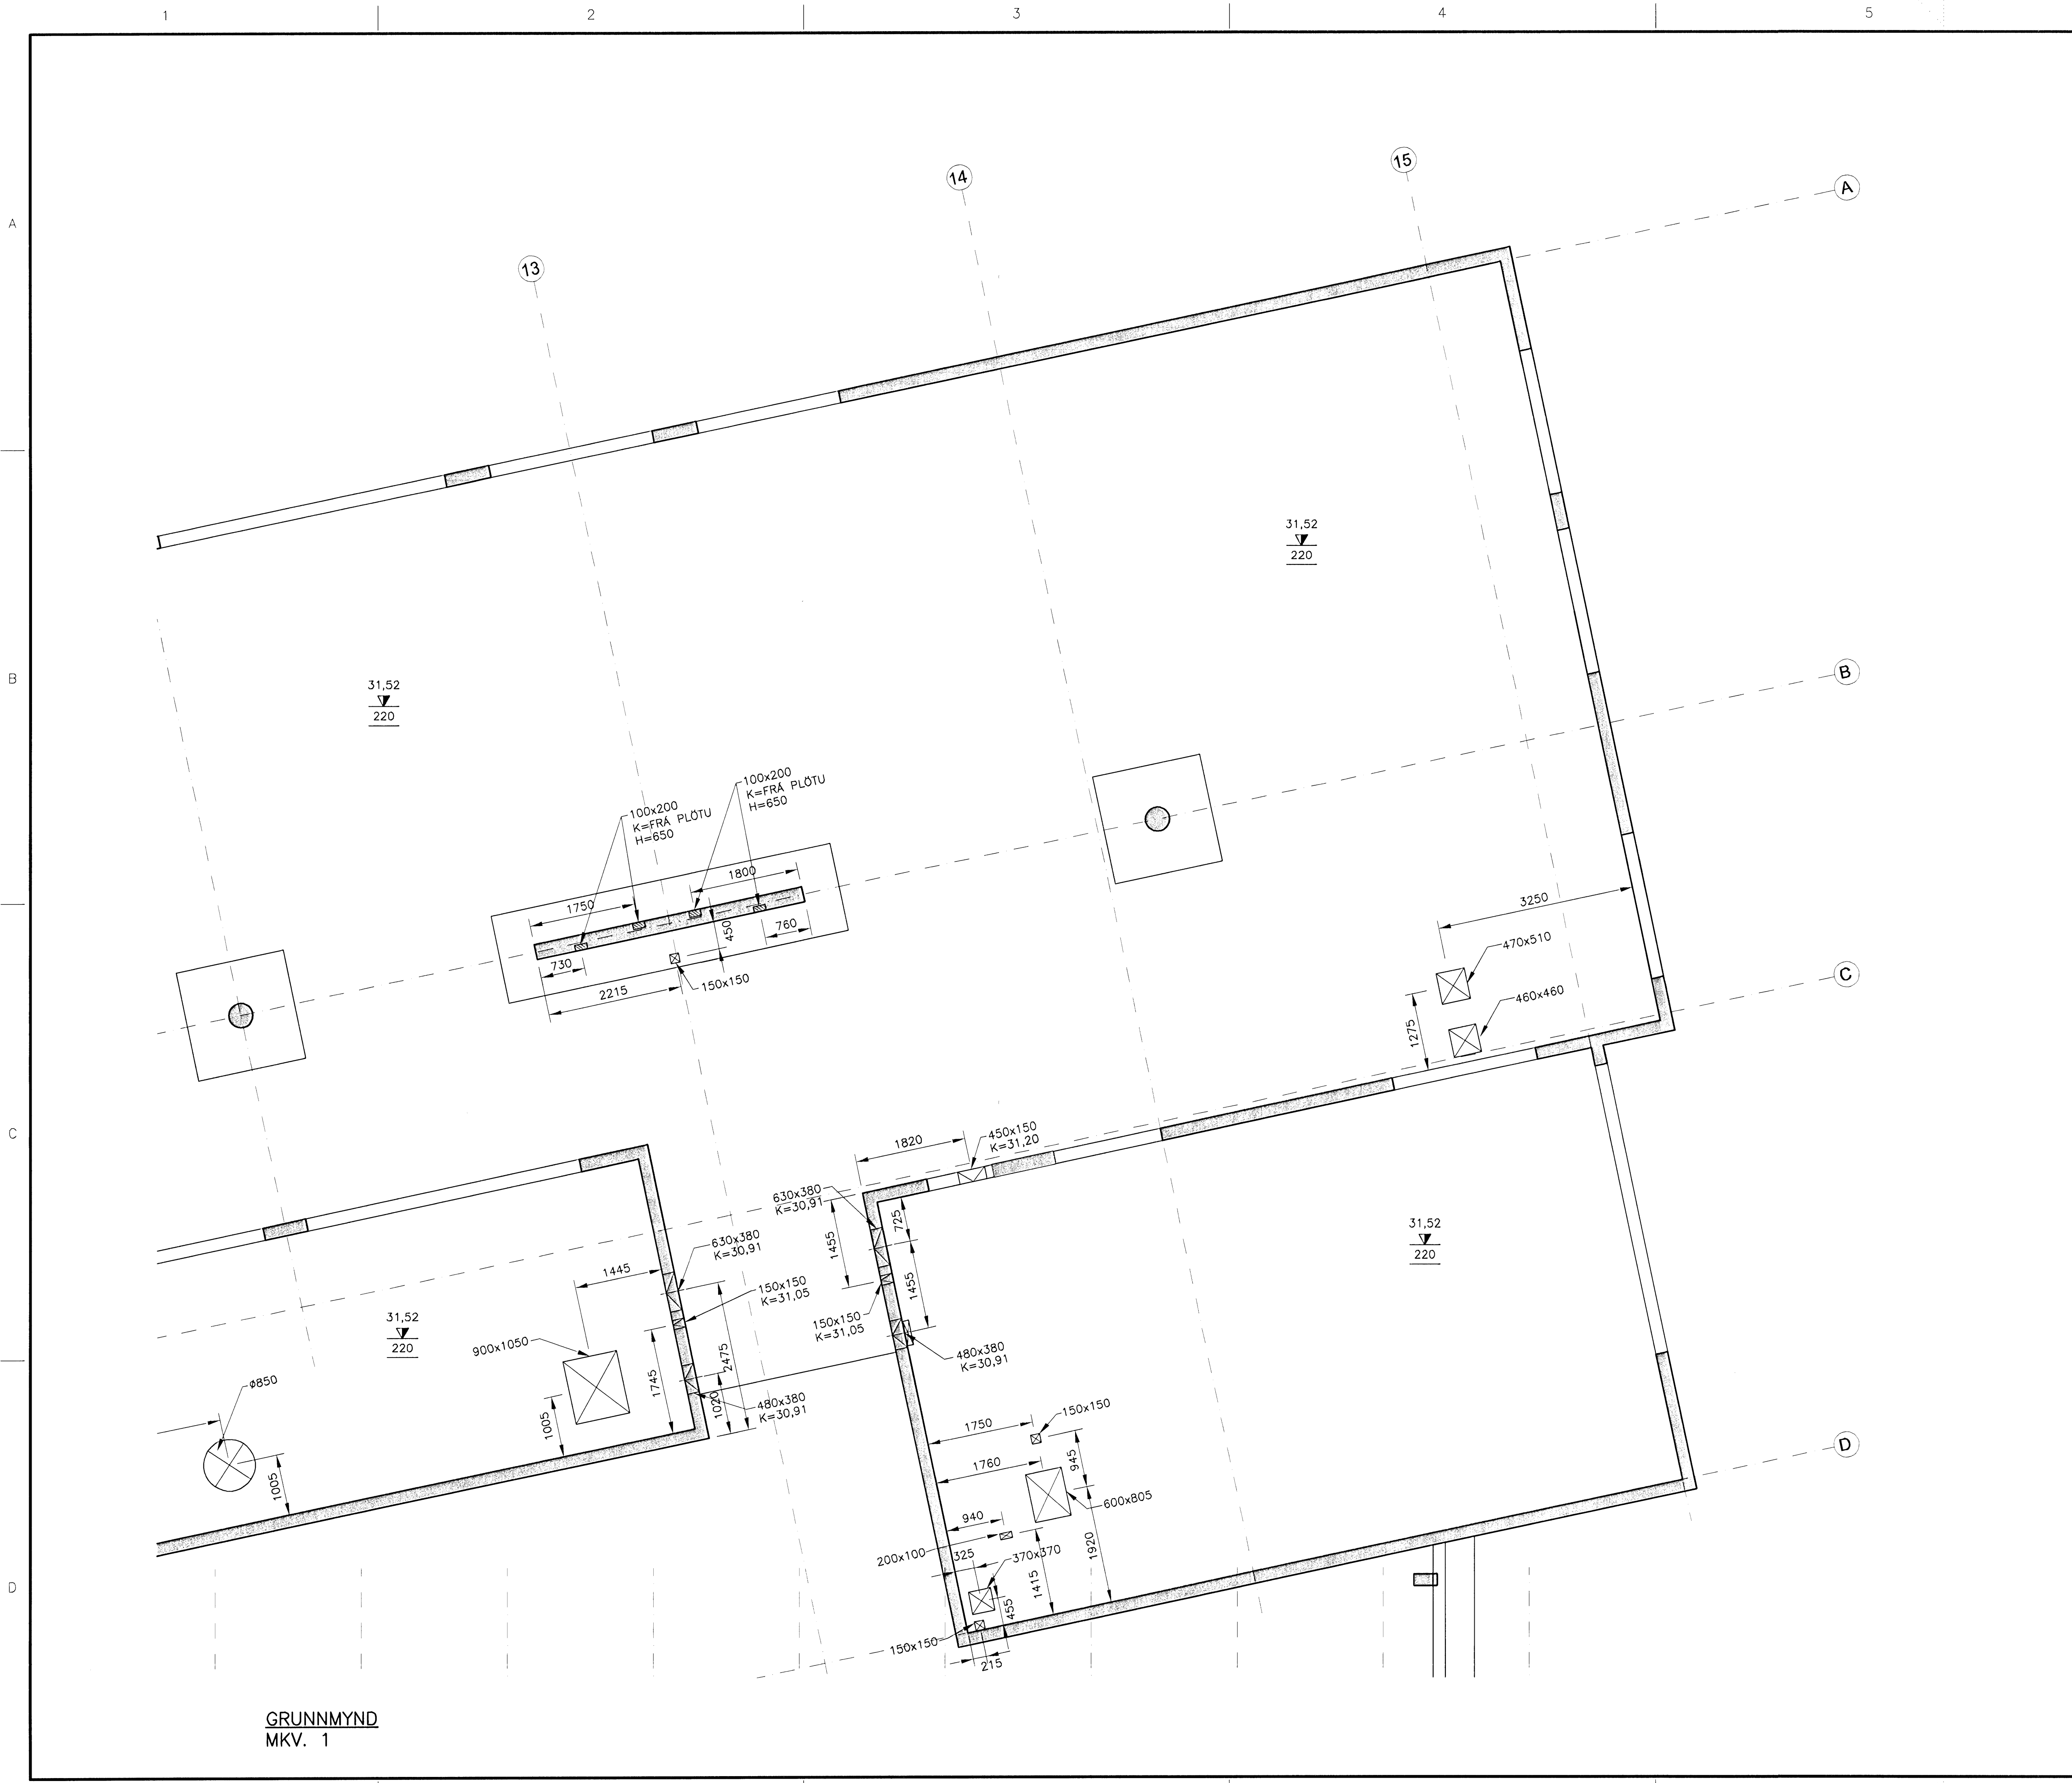 1
2
3
4
5
A
B
C
D
13
14
15
A
B
C
D
31,52
220
31,52
220
100x200
K=FRÁ PLÖTU
H=650
100x200
K=FRÁ PLÖTU
H=650
1750
1800
450
760
730
2215
150x150
3250
470x510
460x460
1275
1820
450x150
K=31,20
630x380
K=30,91
725
1455
1455
150x150
K=31,05
480x380
K=30,91
630x380
K=30,91
150x150
K=31,05
1445
2475
1745
1020
480x380
K=30,91
900x1050
1005
31,52
220
Ø850
1005
31,52
220
1750
150x150
945
1760
600x805
940
200x100
325
370x370
1920
1415
455
150x150
215
GRUNNMYND
MKV. 1